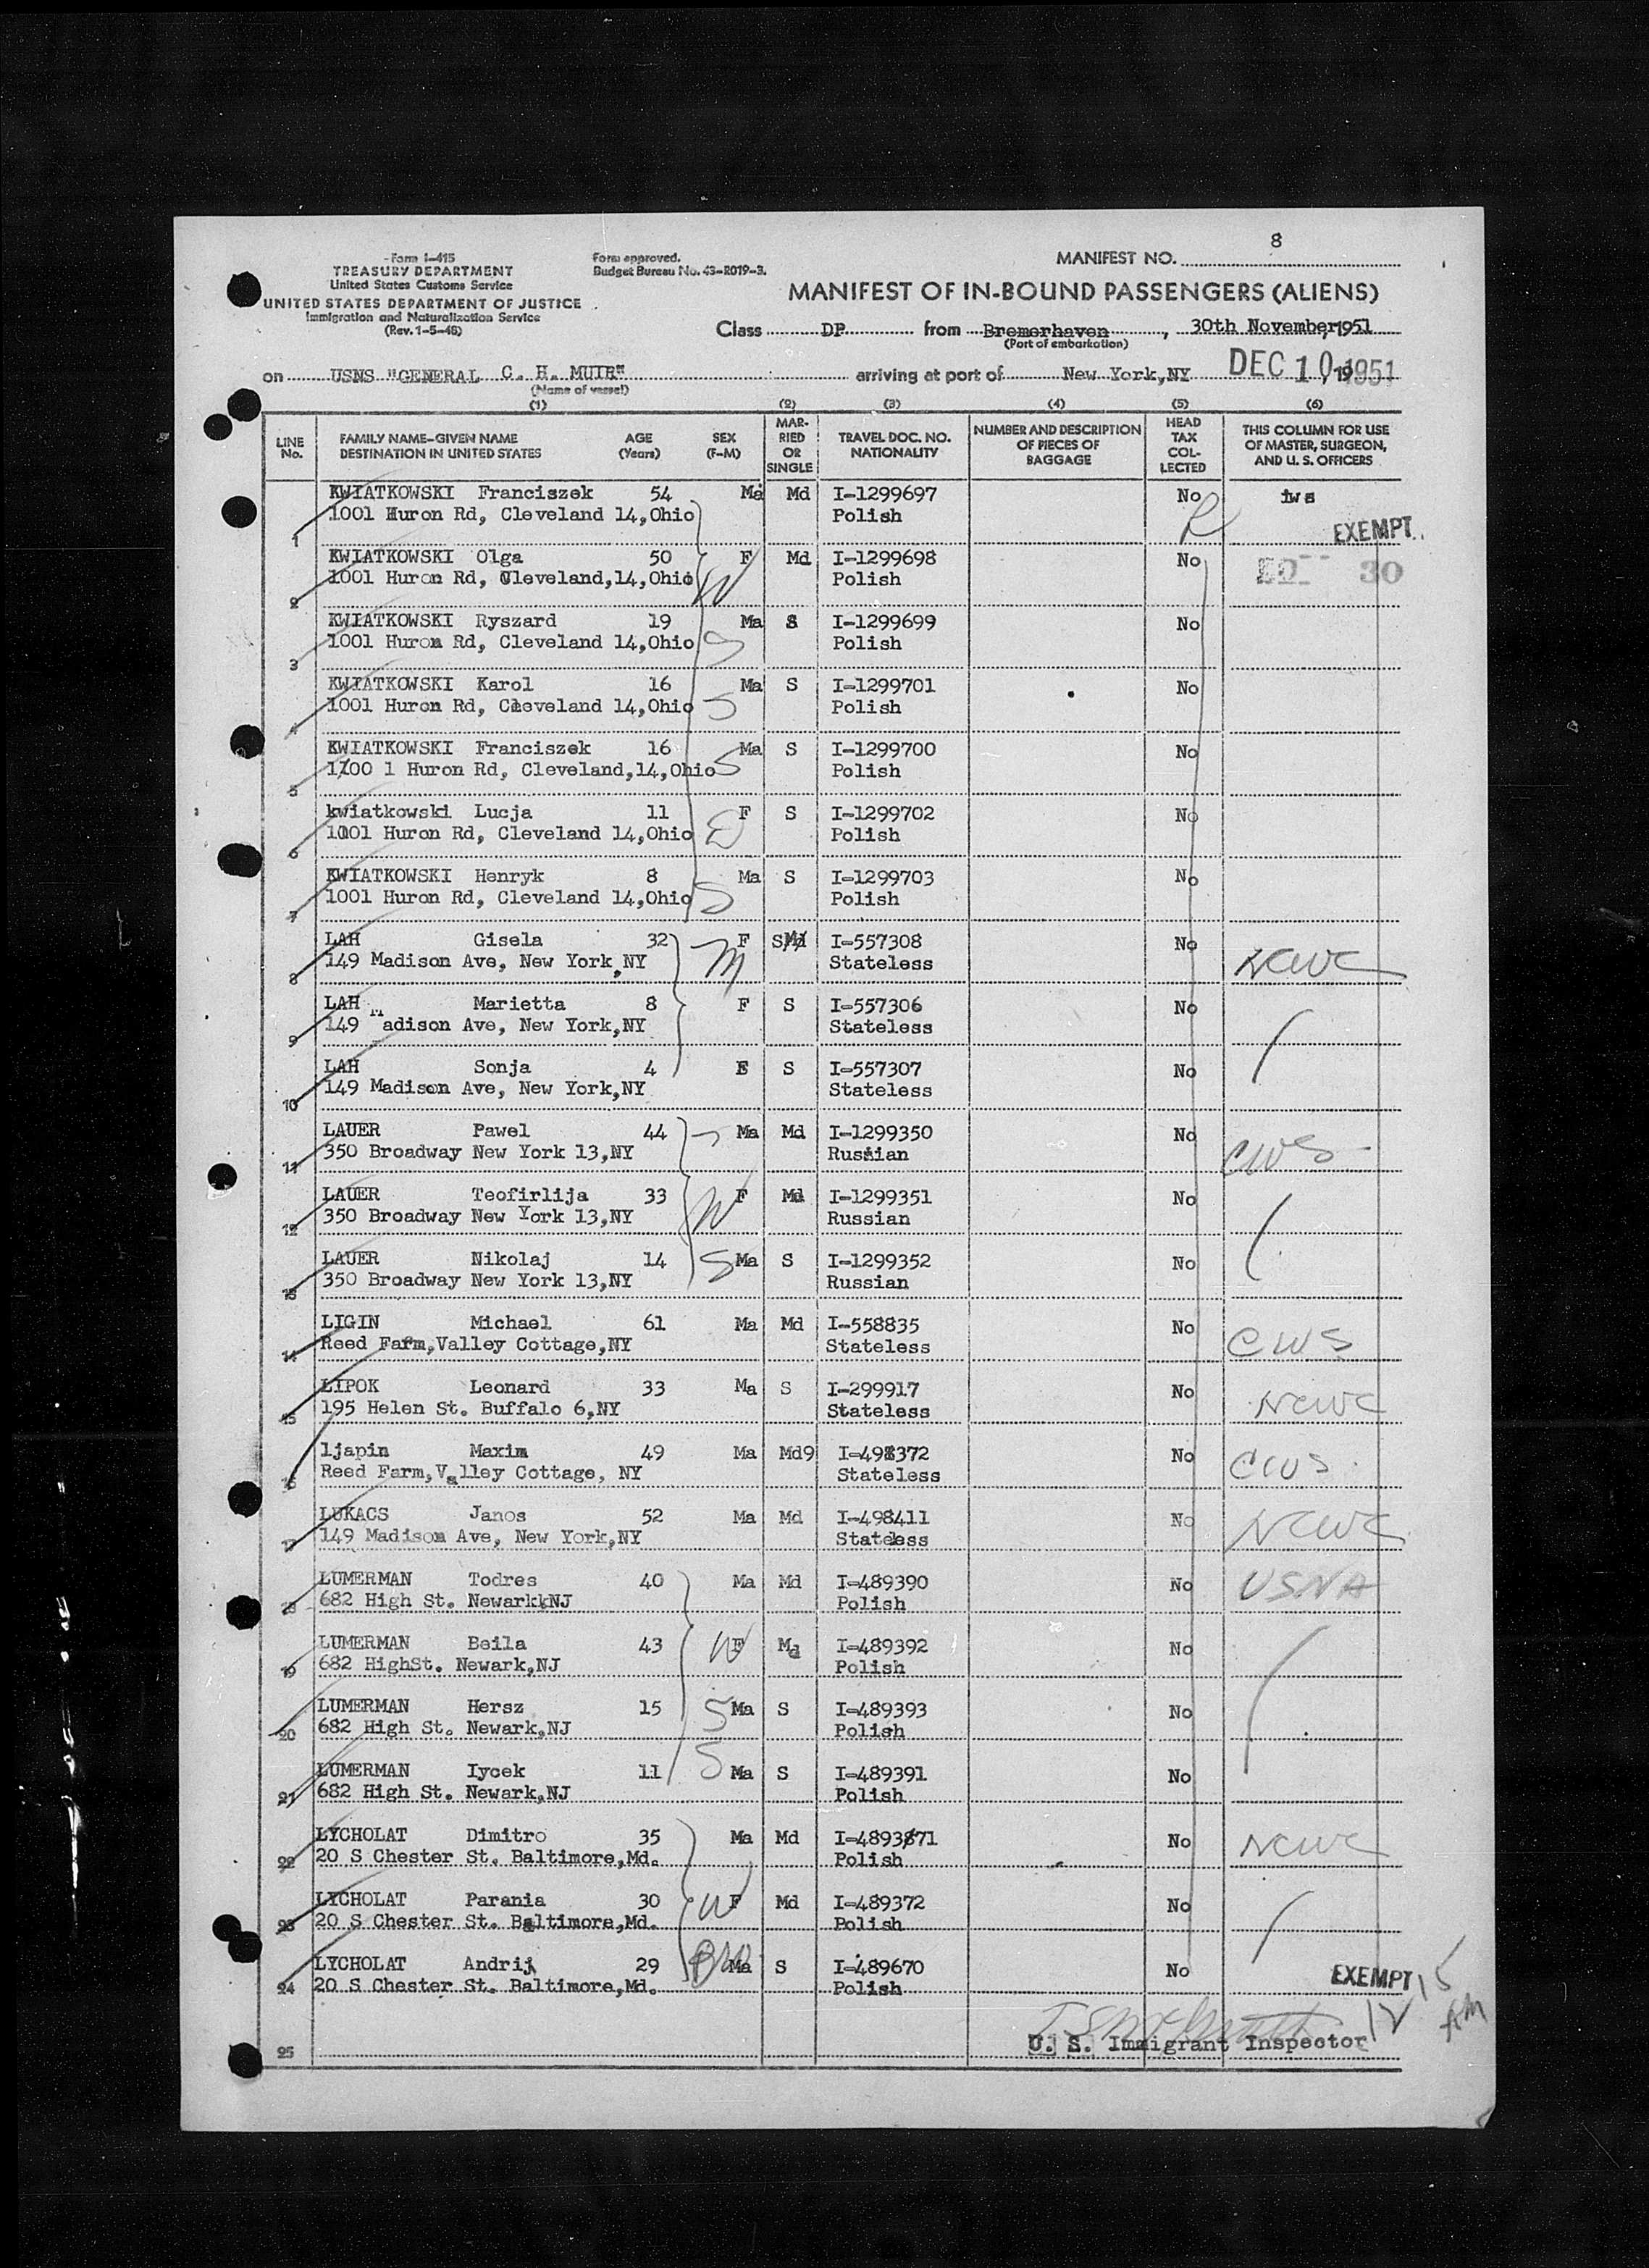 8
Form I-415
TREASURY DEPARTMENT
United States Customs Service
UNITED STATES DEPARTMENT OF JUSTICE
Immigration and Naturalization Service
(Rev. 1-5-48)
Form approved.
Budget Bureau No. 43-R019-3.
MANIFEST NO.
MANIFEST OF IN-BOUND PASSENGERS (ALIENS)
Class DP from Bremerhaven, 30th November, 1951
(Port of embarkation)
on USNS "GENERAL C. H. MUIR" arriving at port of New York, NY DEC 10 1951
(Name of vessel)
(1) (2) (3) (4) (5) (6)
LINE No. FAMILY NAME-GIVEN NAME DESTINATION IN UNITED STATES AGE (Years) SEX (F-M) MARRIED OR SINGLE TRAVEL DOC. NO. NATIONALITY NUMBER AND DESCRIPTION OF PIECES OF BAGGAGE HEAD TAX COLLECTED THIS COLUMN FOR USE OF MASTER, SURGEON, AND U. S. OFFICERS
KWIATKOWSKI Franciszek 54 Ma Md I-1299697 No
1 1001 Huron Rd, Cleveland 14,Ohio Polish EXEMPT
KWIATKOWSKI Olga 50 F Md I-1299698 No 30
2 1001 Huron Rd, Cleveland,14,Ohio W Polish
KWIATKOWSKI Ryszard 19 Ma S I-1299699 No
3 1001 Huron Rd, Cleveland 14,Ohio S Polish
KWIATKOWSKI Karol 16 Ma S I-1299701 No
4 1001 Huron Rd, Cleveland 14,Ohio S Polish
KWIATKOWSKI Franciszek 16 Ma S I-1299700 No
5 1100 1 Huron Rd, Cleveland,14,Ohio S Polish
kwiatkowski Lucja 11 F S I-1299702 No
6 1001 Huron Rd, Cleveland 14,Ohio D Polish
KWIATKOWSKI Henryk 8 Ma S I-1299703 No
7 1001 Huron Rd, Cleveland 14,Ohio S Polish
LAH Gisela 32 F S/Md I-557308 No
8 149 Madison Ave, New York,NY M Stateless NCWC
LAH Marietta 8 F S I-557306 No
9 149 Madison Ave, New York,NY Stateless
LAH Sonja 4 F S I-557307 No
10 149 Madison Ave, New York,NY Stateless
LAUER Pawel 44 Ma Md I-1299350 No
11 350 Broadway New York 13,NY Russian CWS
LAUER Teofirlija 33 F Md I-1299351 No
12 350 Broadway New York 13,NY W Russian
LAUER Nikolaj 14 S Ma S I-1299352 No
13 350 Broadway New York 13,NY Russian
LIGIN Michael 61 Ma Md I-558835 No
14 Reed Farm,Valley Cottage,NY Stateless CWS
LIPOK Leonard 33 Ma S I-299917 No
15 195 Helen St. Buffalo 6,NY Stateless NCWC
ljapin Maxim 49 Ma Md9 I-498372 No
16 Reed Farm,Valley Cottage, NY Stateless CWS
LUKACS Janos 52 Ma Md I-498411 No
17 149 Madison Ave, New York,NY Stateless NCWC
LUMERMAN Todres 40 Ma Md I-489390 No USNA
18 682 High St. Newark,NJ Polish
LUMERMAN Beila 43 W F Md I-489392 No
19 682 HighSt. Newark,NJ Polish
LUMERMAN Hersz 15 S Ma S I-489393 No
20 682 High St. Newark,NJ Polish
LUMERMAN Iycek 11 S Ma S I-489391 No
21 682 High St. Newark,NJ Polish
LYCHOLAT Dimitro 35 Ma Md I-4893871 No NCWC
22 20 S Chester St. Baltimore,Md. Polish
LYCHOLAT Parania 30 W F Md I-489372 No
23 20 S Chester St. Baltimore,Md. Polish
LYCHOLAT Andrij 29 Bro Ma S I-489670 No EXEMPT
24 20 S Chester St. Baltimore,Md. Polish
12 15 AM
U. S. Immigrant Inspector
25